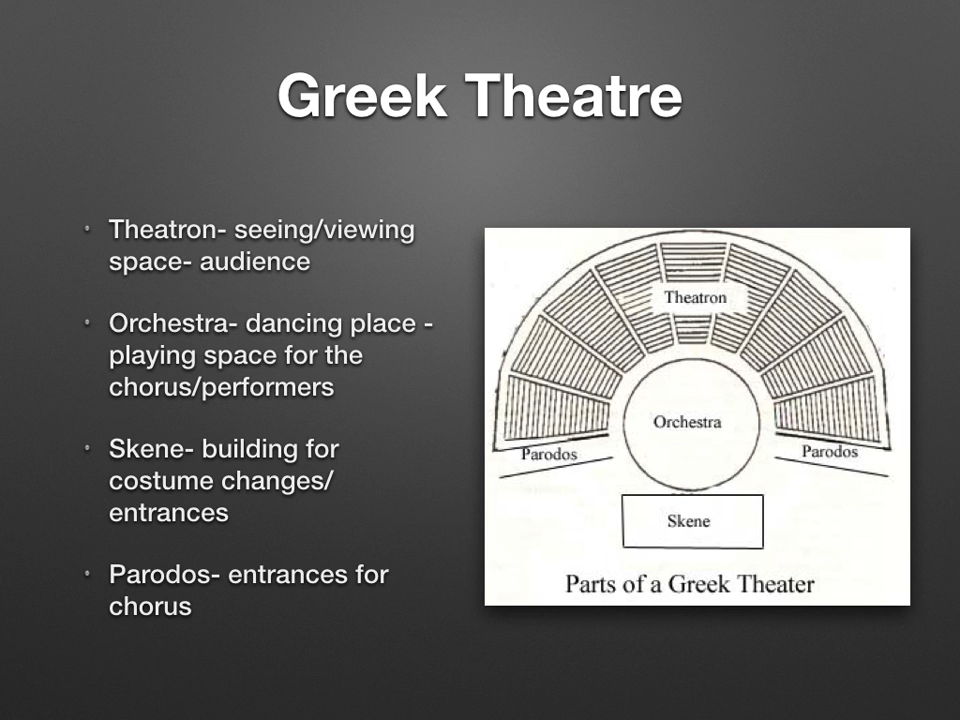 Greek Theatre
• Theatron- seeing/viewing
space- audience
• Orchestra- dancing place -
playing space for the
chorus/performers
• Skene- building for
costume changes/
entrances
• Parodos- entrances for
chorus
Theatron
Orchestra
Parodos
Parodos
Skene
Parts of a Greek Theater